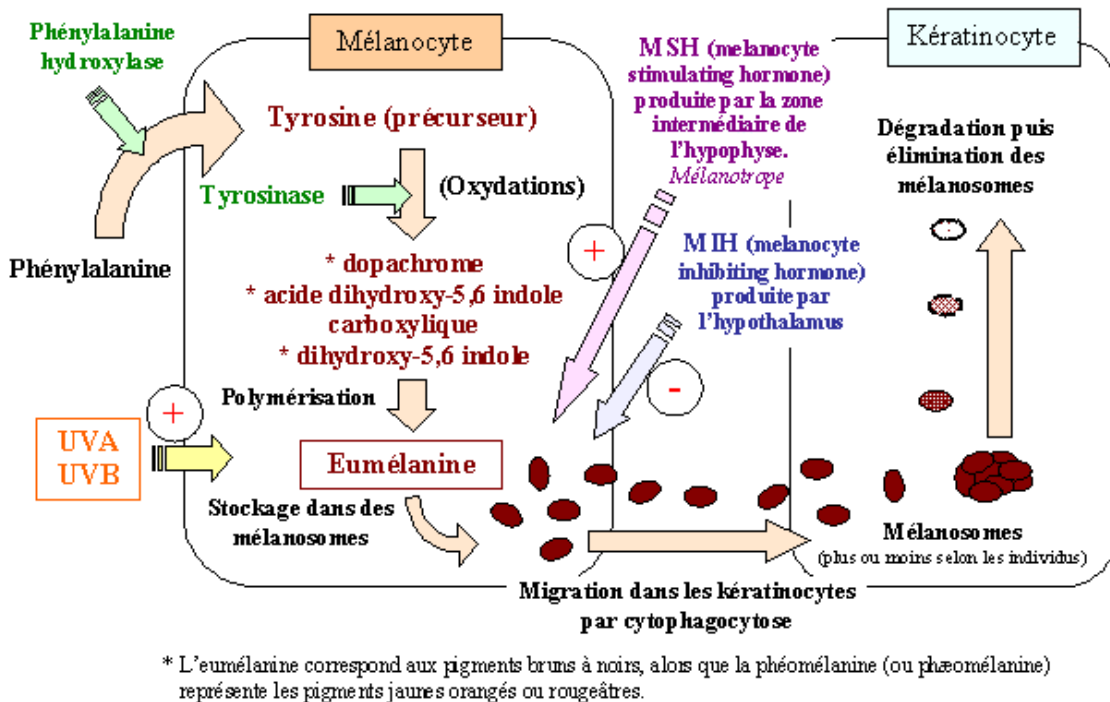 Phénylalanine
hydroxylase
Mélanocyte
MSH (melanocyte
stimulating hormone)
produite par la zone
intermédiaire de
l'hypophyse.
Mélanotrope
Kératinocyte
Tyrosine (précurseur)
Dégradation puis
élimination des
mélanosomes
Tyrosinase
(Oxydations)
+
MIH (melanocyte
inhibiting hormone)
produite par
l'hypothalamus
Phénylalanine
* dopachrome
* acide dihydroxy-5,6 indole
carboxylique
* dihydroxy-5,6 indole
-
Polymérisation
+
UVA
UVB
Eumélanine
Stockage dans des
mélanosomes
Mélanosomes
(plus ou moins selon les individus)
Migration dans les kératinocytes
par cytophagocytose
* L'eumélanine correspond aux pigments bruns à noirs, alors que la phéomélanine (ou phæomélanine)
représente les pigments jaunes orangés ou rougeâtres.